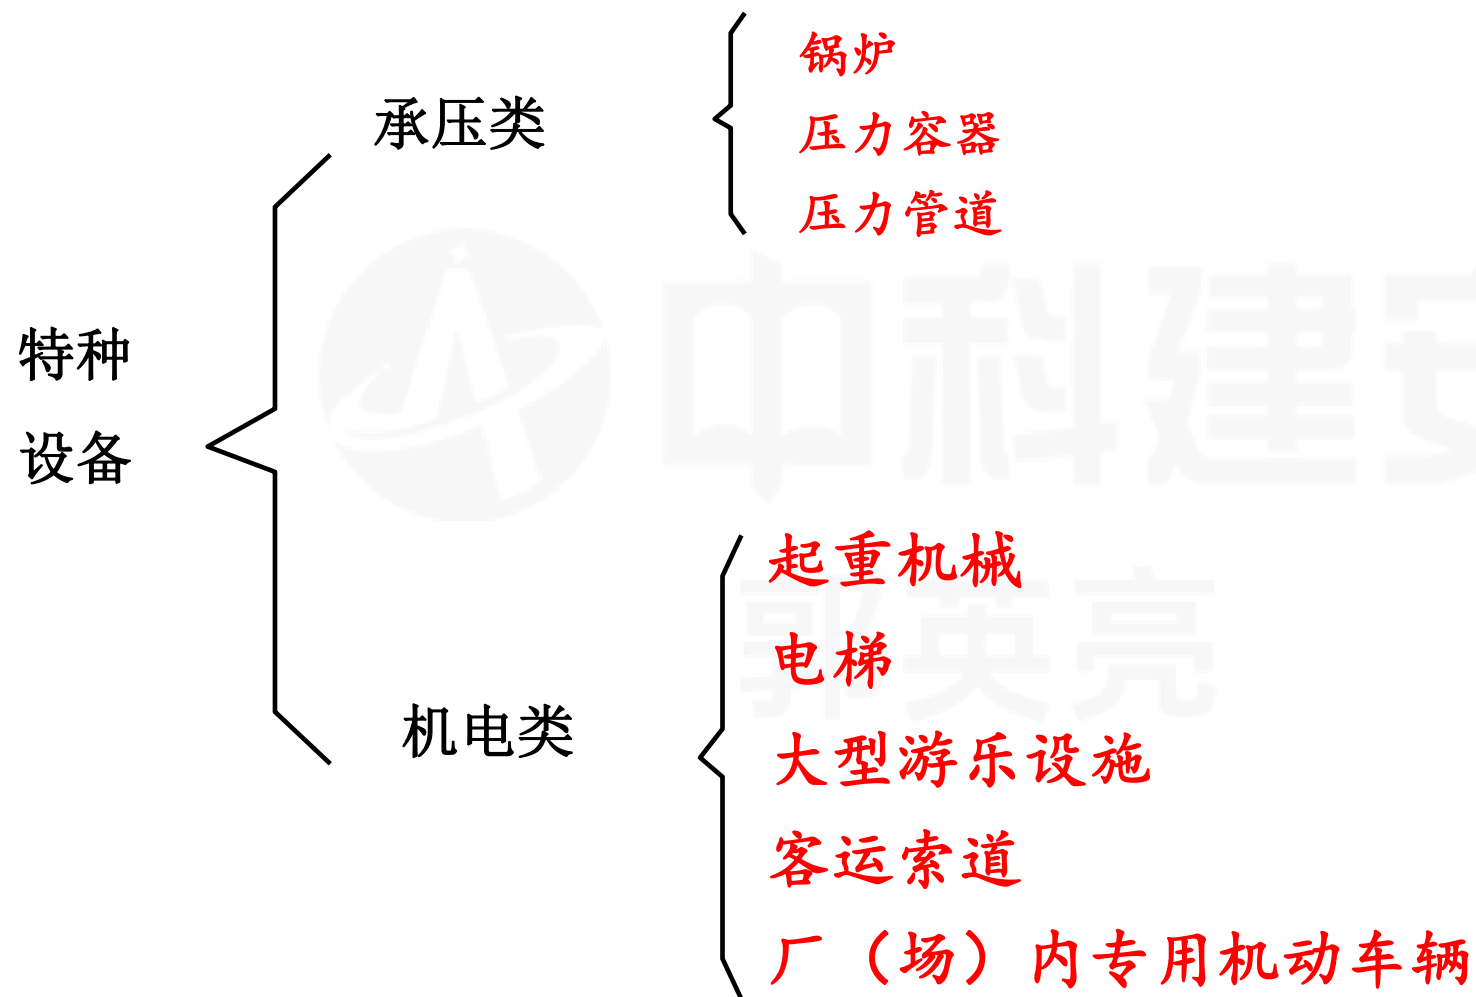 特种
设备
承压类
锅炉
压力容器
压力管道
机电类
起重机械
电梯
大型游乐设施
客运索道
厂（场）内专用机动车辆
中科建安
郭英亮